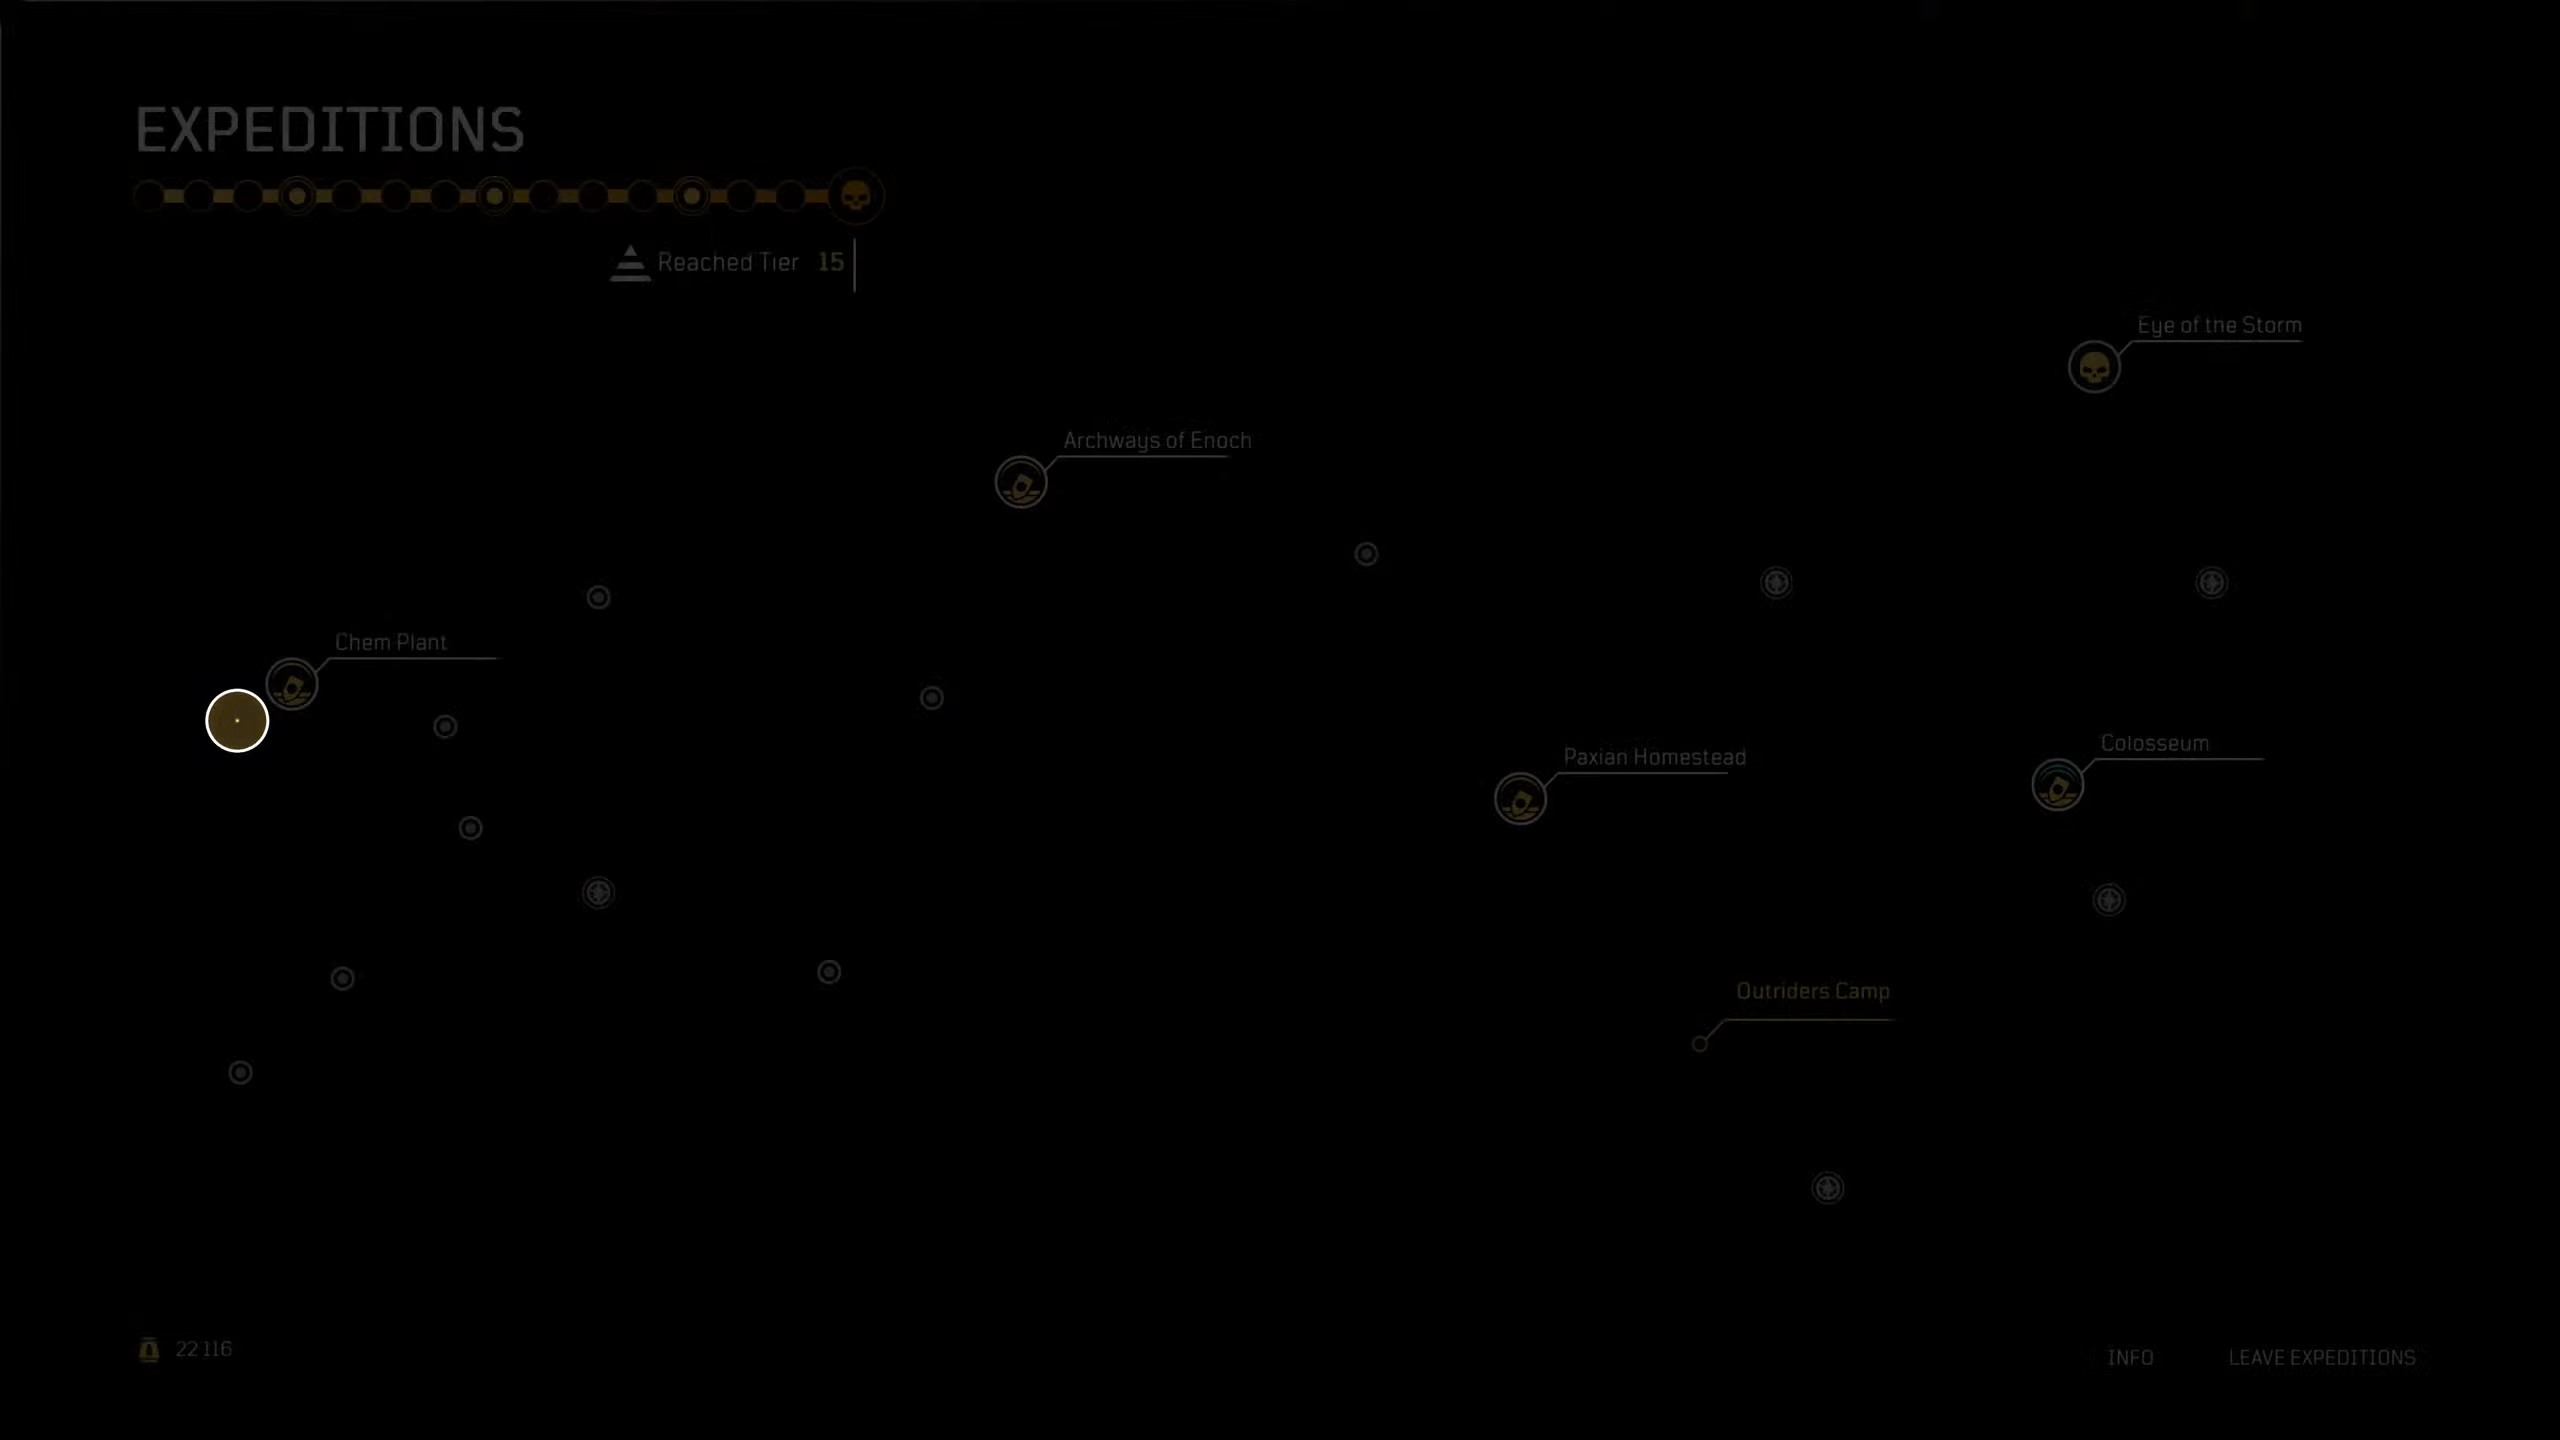 EXPEDITIONS
Reached Tier 15
Eye of the Storm
Archways of Enoch
Chem Plant
Colosseum
Paxian Homestead
Outriders Camp
22 116
INFO LEAVE EXPEDITIONS